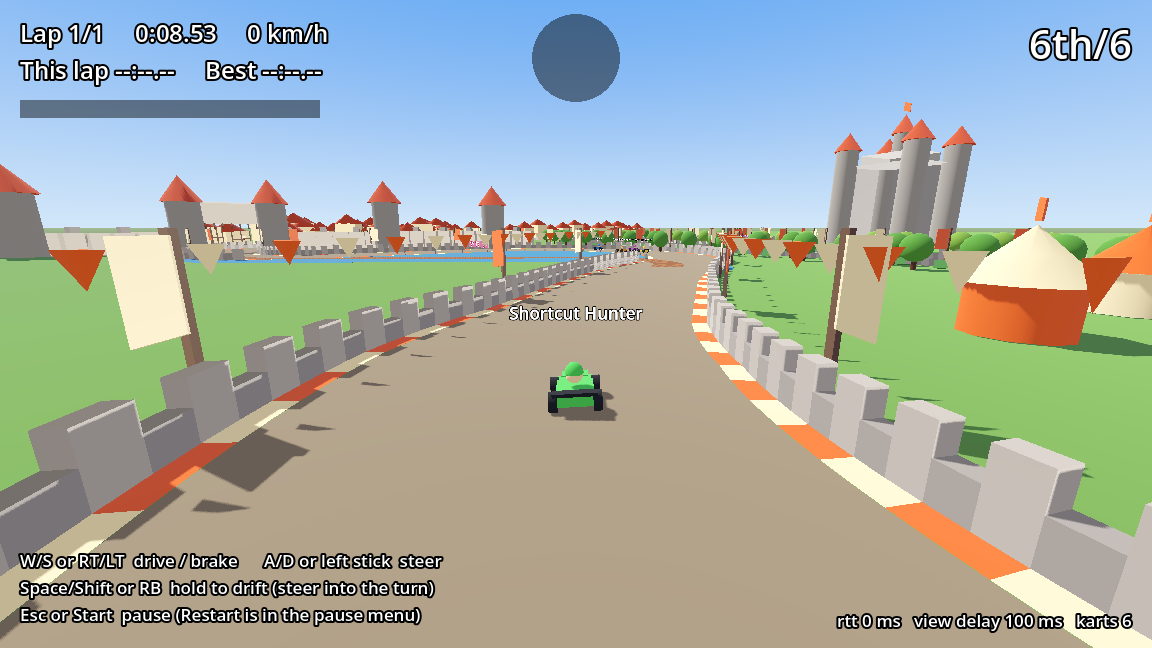 Lap 1/1 0:08.53 0 km/h
6th/6
This lap --:--.-- Best --:--.--
Shortcut Hunter
W/S or RT/LT drive / brake A/D or left stick steer
Space/Shift or RB hold to drift (steer into the turn)
Esc or Start pause (Restart is in the pause menu)
rtt 0 ms view delay 100 ms karts 6